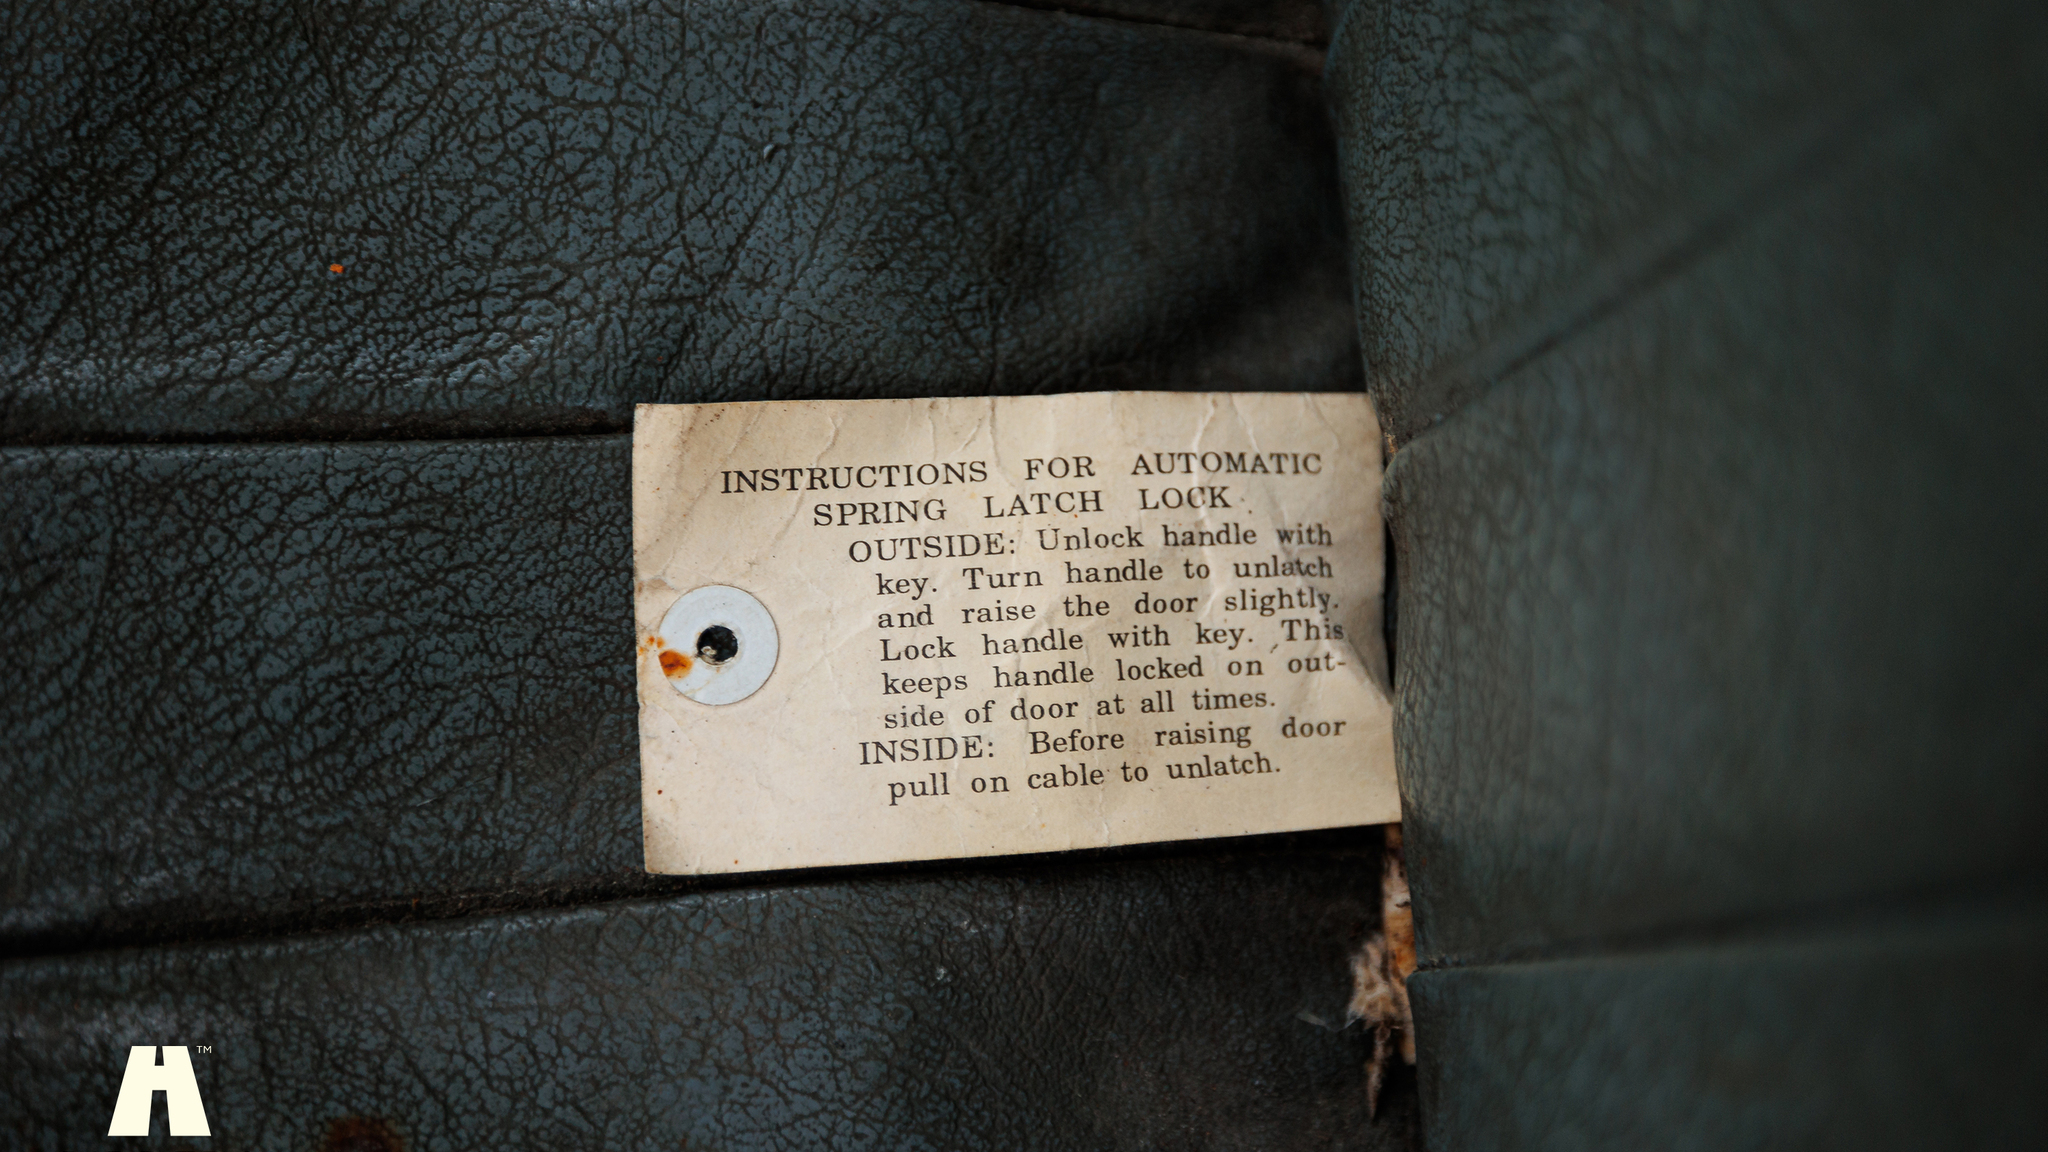 INSTRUCTIONS FOR AUTOMATIC
SPRING LATCH LOCK
OUTSIDE: Unlock handle with
key. Turn handle to unlatch
and raise the door slightly.
Lock handle with key. This
keeps handle locked on out-
side of door at all times.
INSIDE: Before raising door
pull on cable to unlatch.
H™